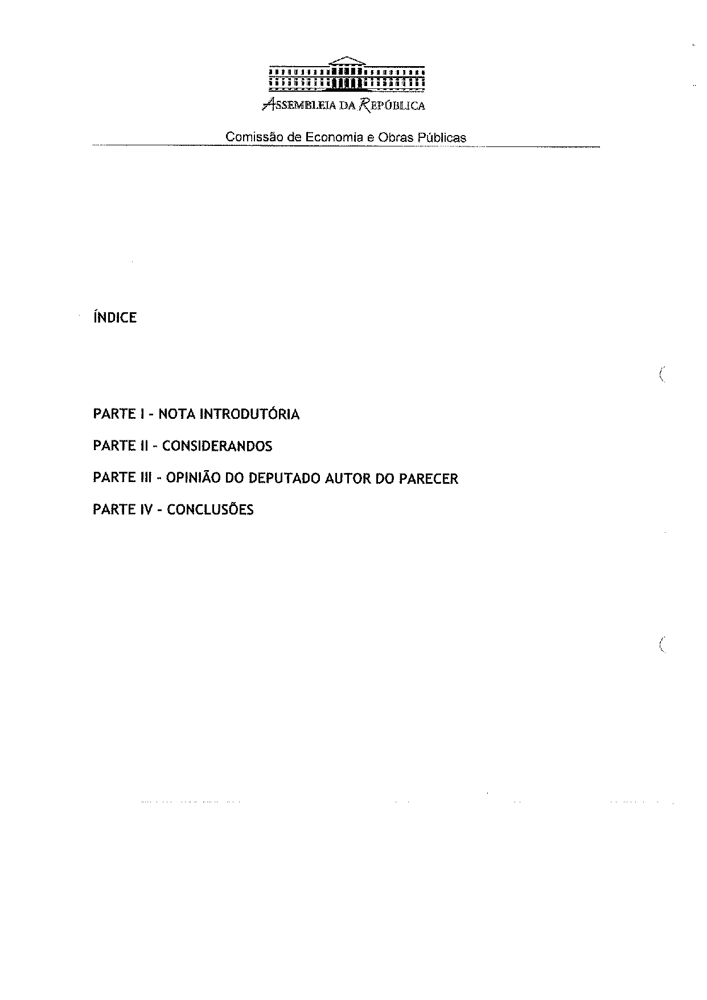 ASSEMBLEIA DA REPÚBLICA
Comissão de Economia e Obras Públicas
ÍNDICE
PARTE I - NOTA INTRODUTÓRIA
PARTE II - CONSIDERANDOS
PARTE III - OPINIÃO DO DEPUTADO AUTOR DO PARECER
PARTE IV - CONCLUSÕES